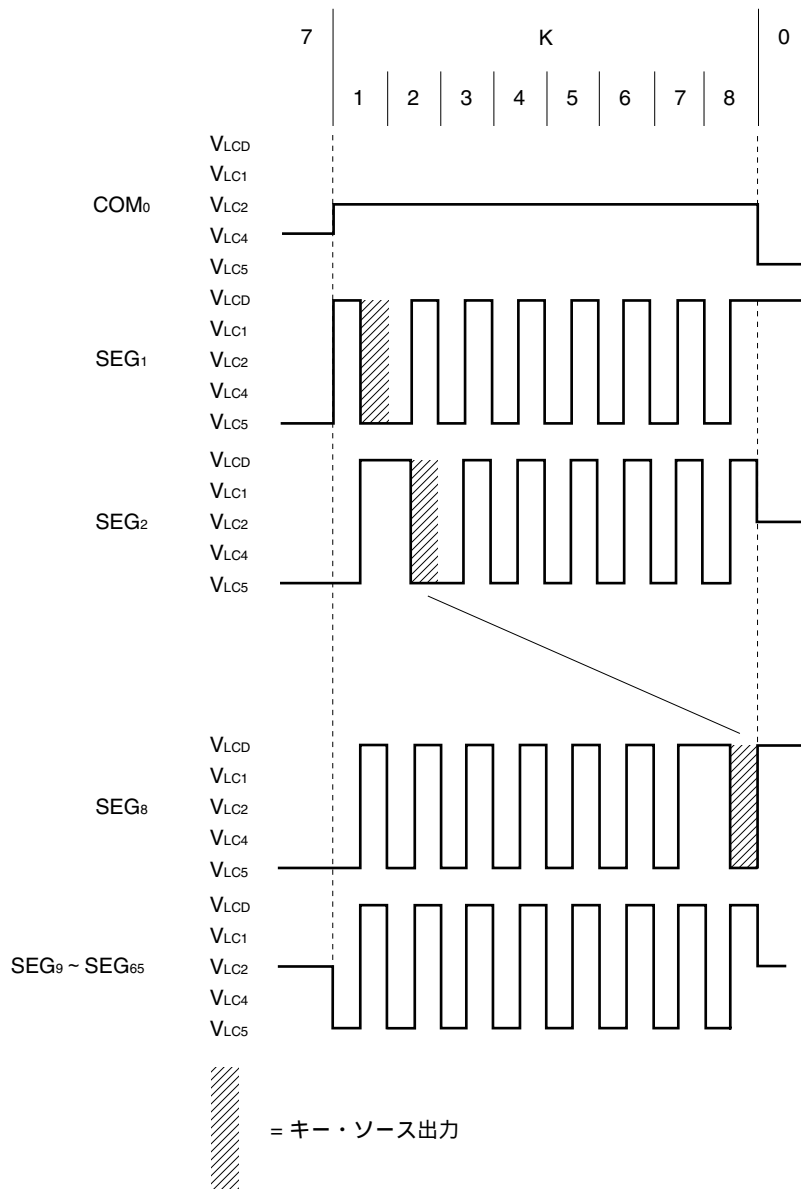 7 K 0
1 2 3 4 5 6 7 8
VLCD
VLC1
COM0 VLC2
VLC4
VLC5
VLCD
VLC1
SEG1 VLC2
VLC4
VLC5
VLCD
VLC1
SEG2 VLC2
VLC4
VLC5
VLCD
VLC1
SEG8 VLC2
VLC4
VLC5
VLCD
VLC1
SEG9 ~ SEG65 VLC2
VLC4
VLC5
= キー・ソース出力